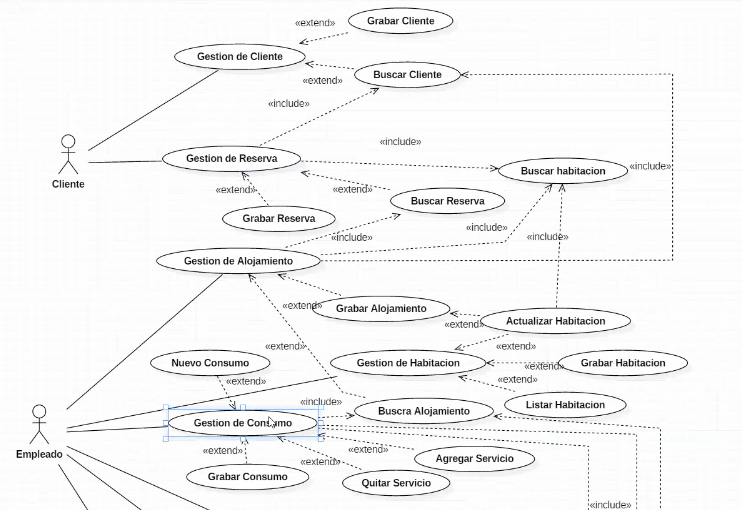 Grabar Cliente
«extend»
Gestion de Cliente
«extend»
Buscar Cliente
«include»
«include»
Gestion de Reserva
«include»
Buscar habitacion
Cliente
«extend»
«extend»
Buscar Reserva
Grabar Reserva
«include»
«include»
«include»
Gestion de Alojamiento
«extend»
Grabar Alojamiento
«extend»
Actualizar Habitacion
«extend»
«extend»
Nuevo Consumo
Gestion de Habitacion
«extend»
Grabar Habitacion
«extend»
«extend»
«include»
Buscra Alojamiento
Listar Habitacion
Gestion de Consumo
Empleado
«extend»
«extend»
«extend»
Agregar Servicio
Grabar Consumo
Quitar Servicio
«include»